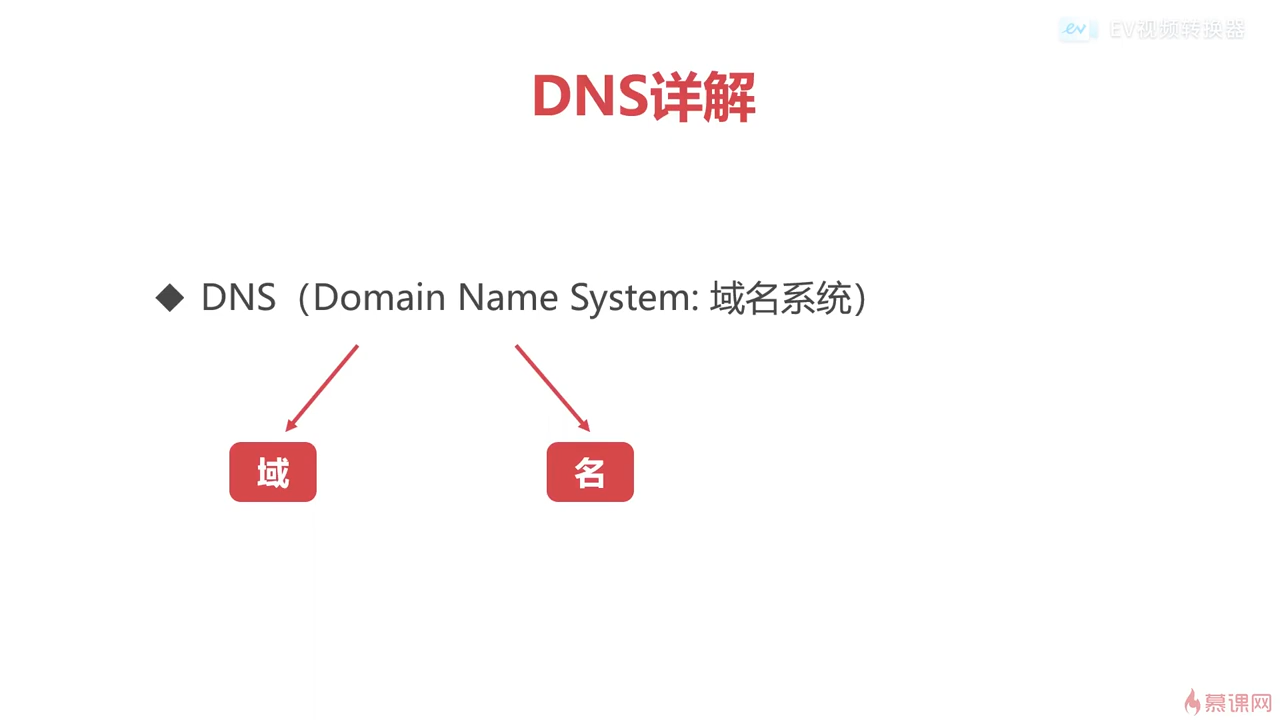 EV视频转换器
DNS详解
◆ DNS（Domain Name System: 域名系统）
域
名
慕课网